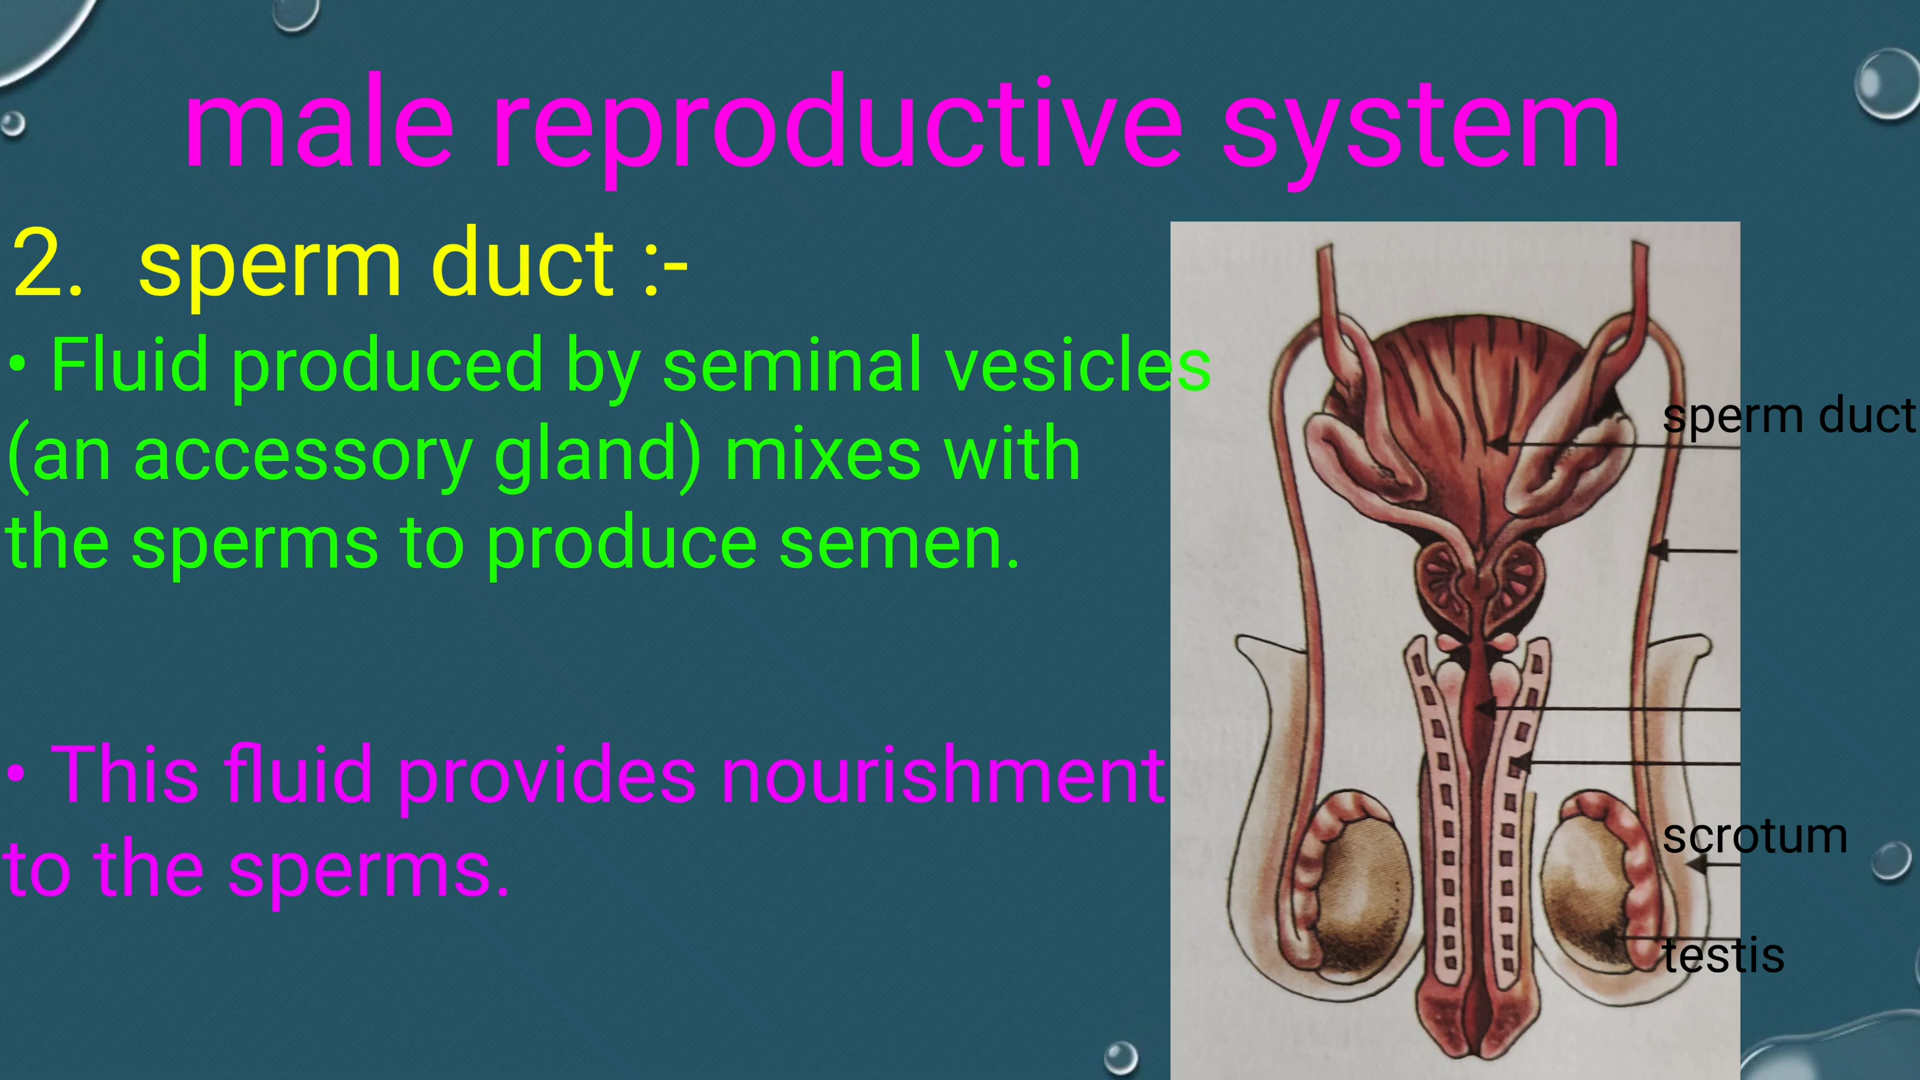 male reproductive system
2. sperm duct :-
• Fluid produced by seminal vesicles
(an accessory gland) mixes with
the sperms to produce semen.
• This fluid provides nourishment
to the sperms.
sperm duct
scrotum
testis